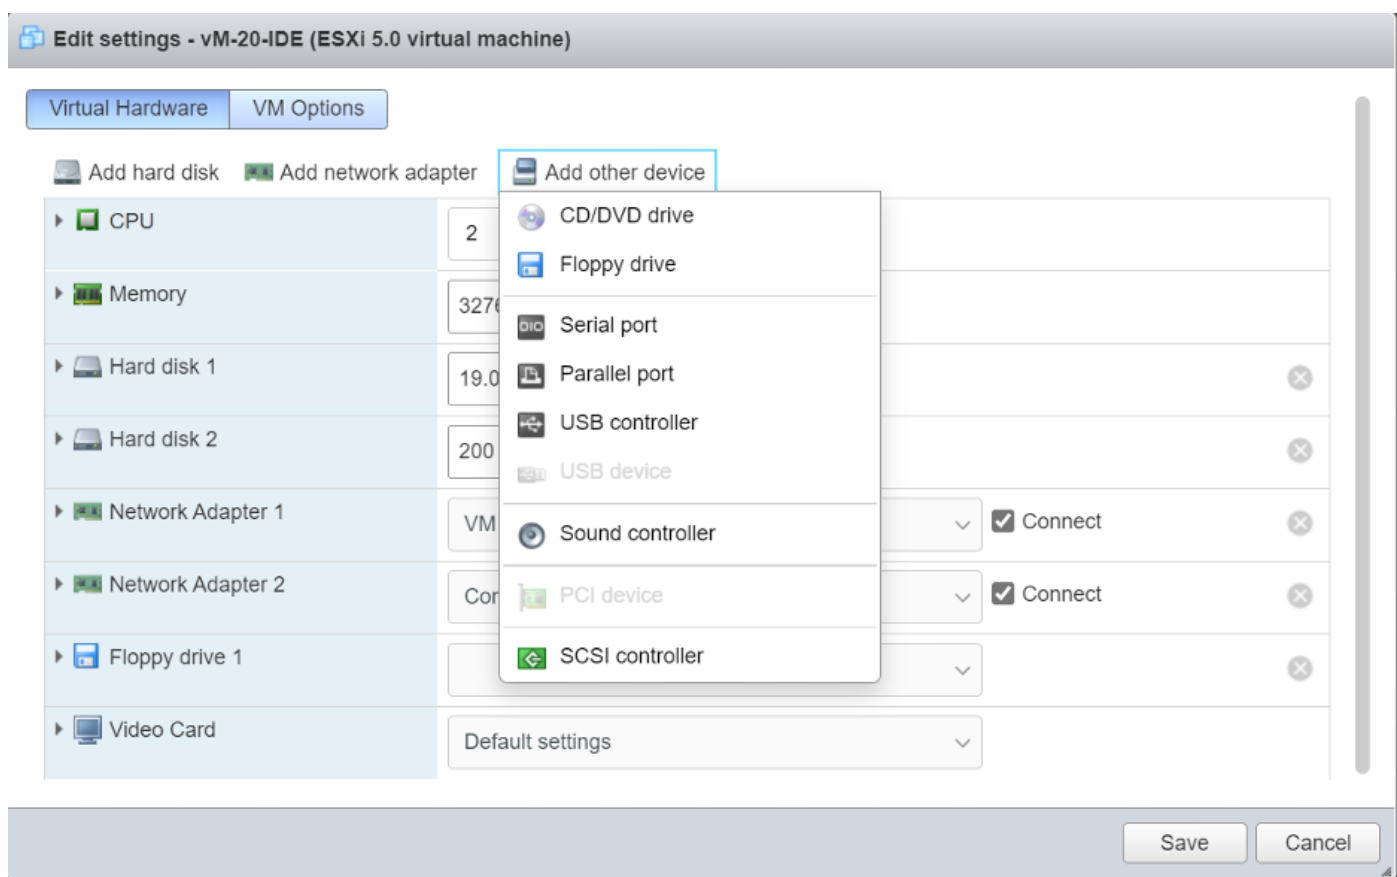 Edit settings - vM-20-IDE (ESXi 5.0 virtual machine)
Virtual Hardware VM Options
Add hard disk Add network adapter Add other device
CPU 2
CD/DVD drive
Floppy drive
Memory
Serial port
Hard disk 1 19.0
Parallel port
USB controller
Hard disk 2 200
USB device
Network Adapter 1 VM Connect
Sound controller
Network Adapter 2 Connect
PCI device
Floppy drive 1
SCSI controller
Video Card Default settings
Save Cancel